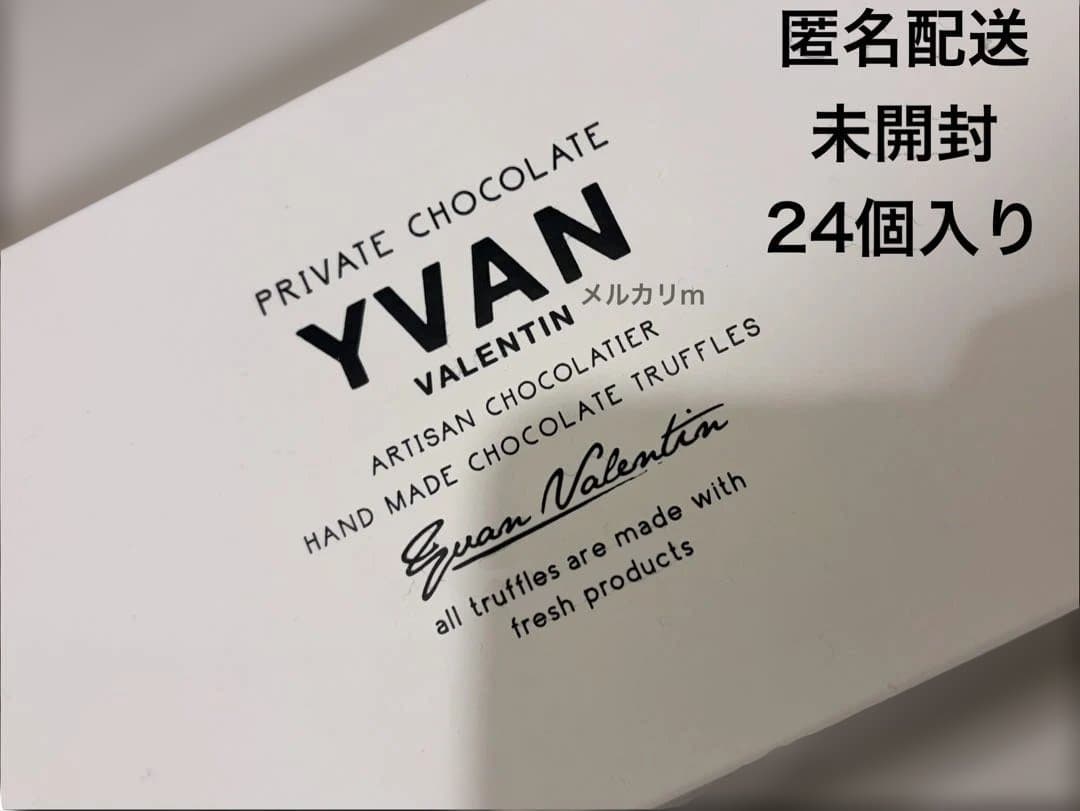 匿名配送
未開封
24個入り
PRIVATE CHOCOLATE
YVAN
メルカリm
VALENTIN
ARTISAN CHOCOLATIER
HAND MADE CHOCOLATE TRUFFLES
Yvan Valentin
all truffles are made with
fresh products